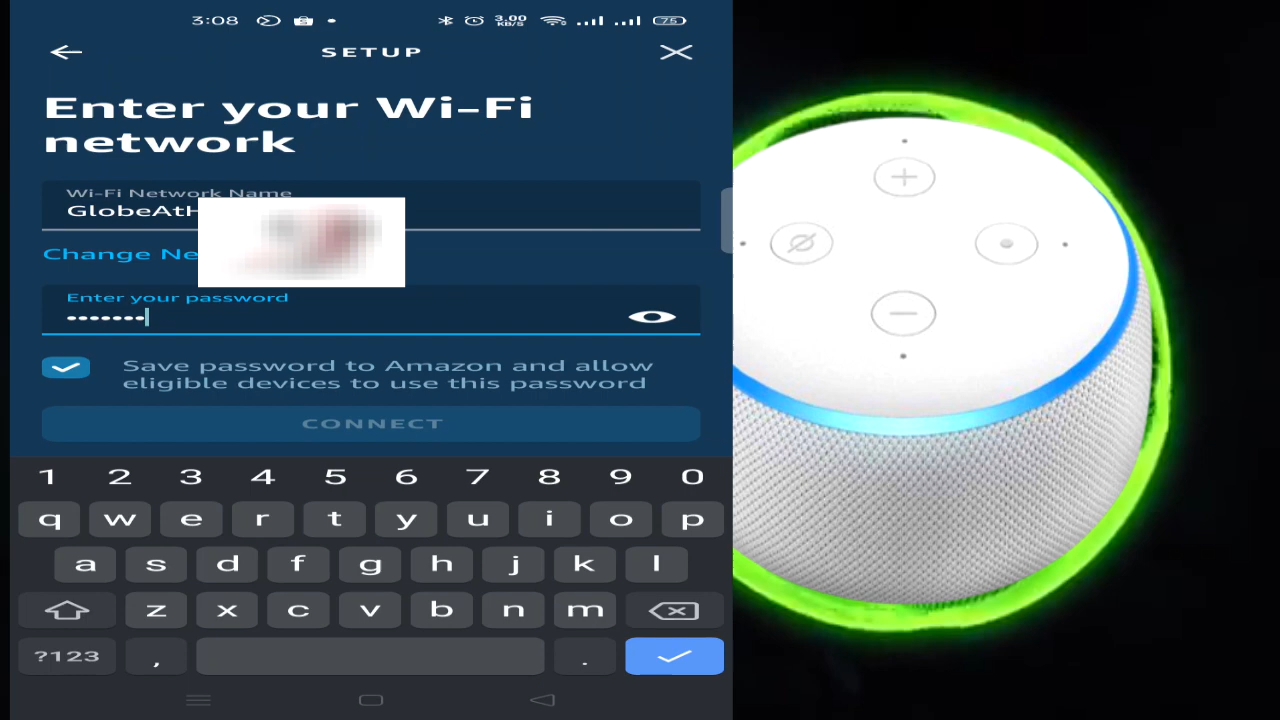 3:08 3.00 KB/S 75
SETUP
Enter your Wi-Fi
network
Wi-Fi Network Name
Change
Enter your password
•••••••
Save password to Amazon and allow
eligible devices to use this password
CONNECT
1 2 3 4 5 6 7 8 9 0
q w e r t y u i o p
a s d f g h j k l
z x c v b n m
?123 , .